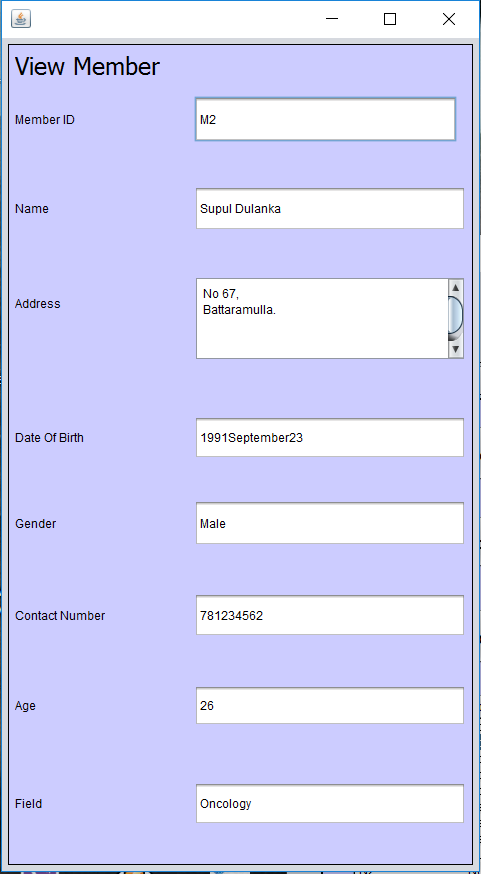 View Member
Member ID
M2
Name
Supul Dulanka
Address
No 67,
Battaramulla.
Date Of Birth
1991September23
Gender
Male
Contact Number
781234562
Age
26
Field
Oncology